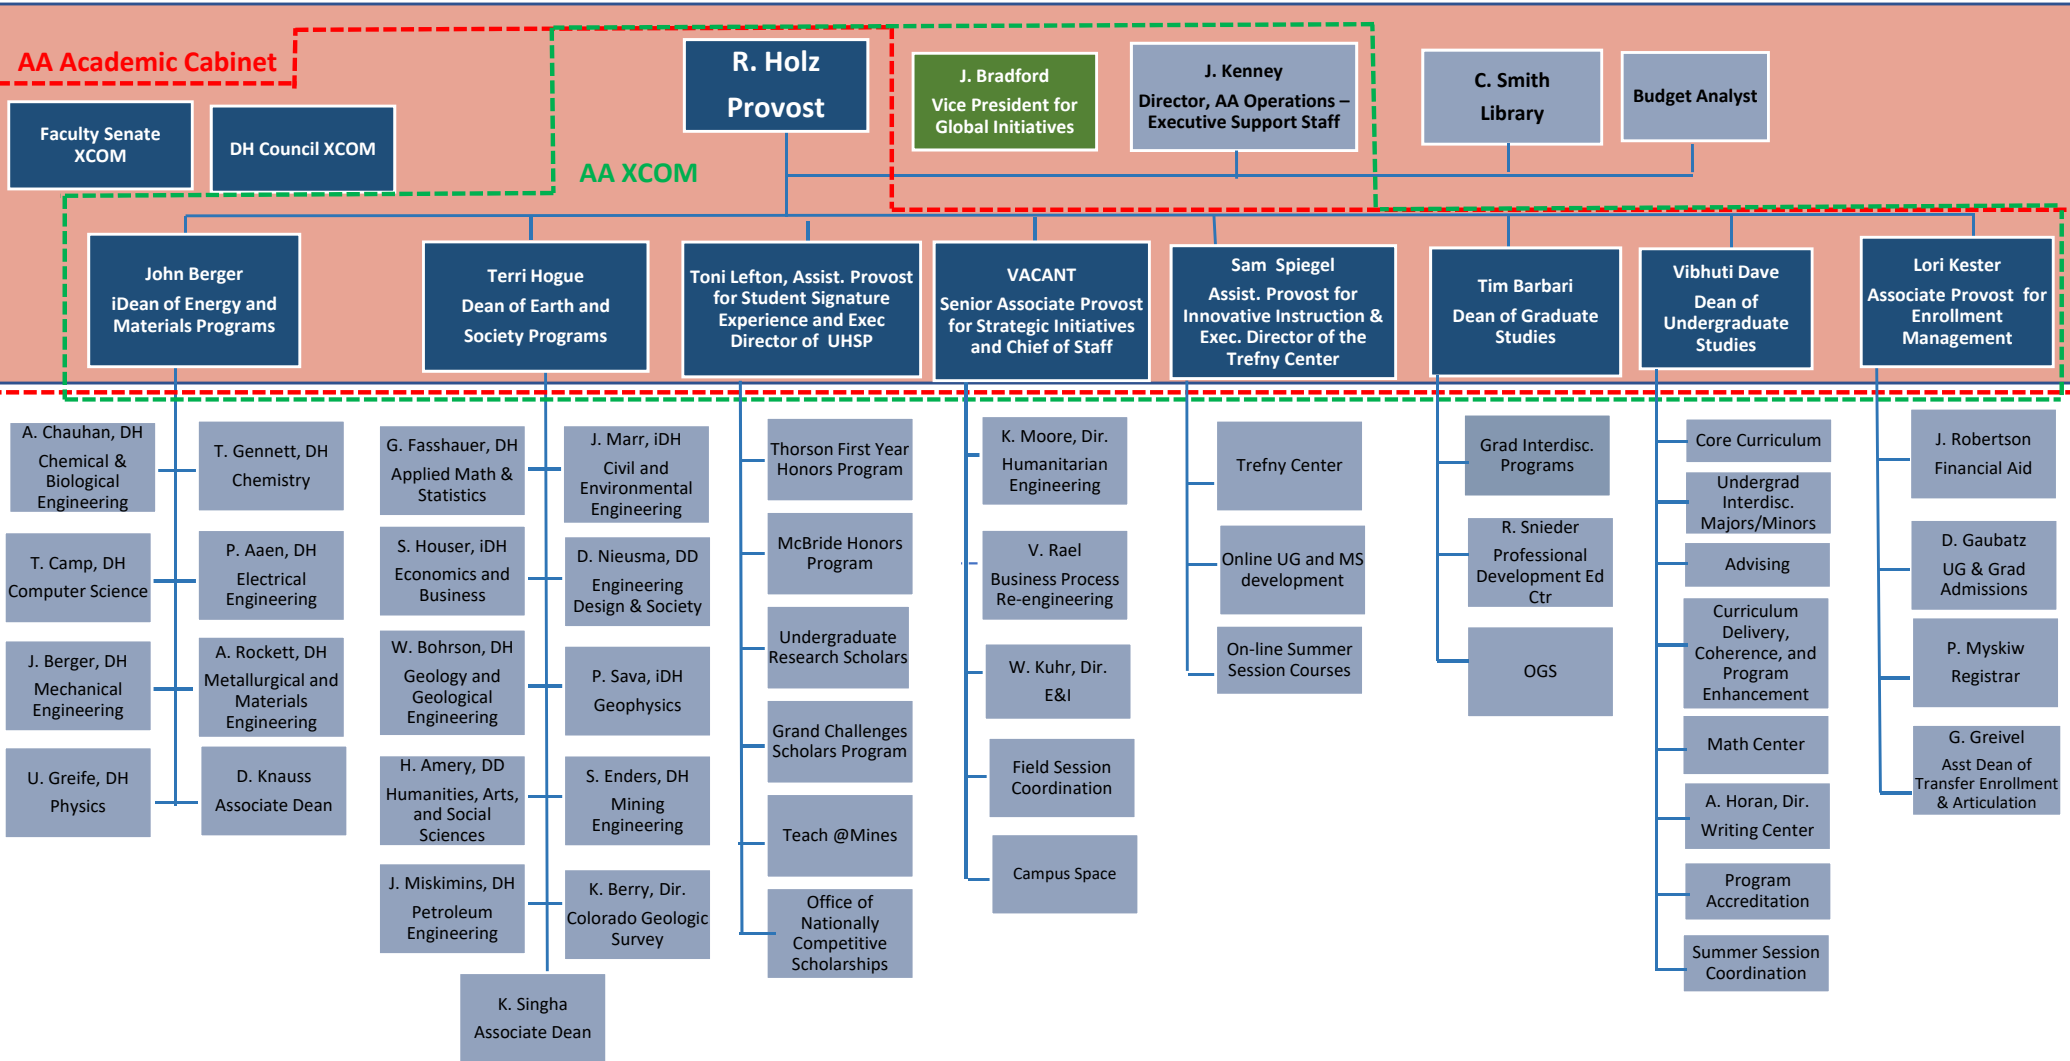 AA Academic Cabinet
R. Holz
Provost
J. Bradford
Vice President for
Global Initiatives
J. Kenney
Director, AA Operations –
Executive Support Staff
C. Smith
Library
Budget Analyst
Faculty Senate
XCOM
DH Council XCOM
AA XCOM
John Berger
iDean of Energy and
Materials Programs
Terri Hogue
Dean of Earth and
Society Programs
Toni Lefton, Assist. Provost
for Student Signature
Experience and Exec
Director of UHSP
VACANT
Senior Associate Provost
for Strategic Initiatives
and Chief of Staff
Sam Spiegel
Assist. Provost for
Innovative Instruction &
Exec. Director of the
Trefny Center
Tim Barbari
Dean of Graduate
Studies
Vibhuti Dave
Dean of
Undergraduate
Studies
Lori Kester
Associate Provost for
Enrollment
Management
A. Chauhan, DH
Chemical &
Biological
Engineering
T. Gennett, DH
Chemistry
T. Camp, DH
Computer Science
P. Aaen, DH
Electrical
Engineering
J. Berger, DH
Mechanical
Engineering
A. Rockett, DH
Metallurgical and
Materials
Engineering
U. Greife, DH
Physics
D. Knauss
Associate Dean
G. Fasshauer, DH
Applied Math &
Statistics
J. Marr, iDH
Civil and
Environmental
Engineering
S. Houser, iDH
Economics and
Business
D. Nieusma, DD
Engineering
Design & Society
W. Bohrson, DH
Geology and
Geological
Engineering
P. Sava, iDH
Geophysics
H. Amery, DD
Humanities, Arts,
and Social
Sciences
S. Enders, DH
Mining
Engineering
J. Miskimins, DH
Petroleum
Engineering
K. Berry, Dir.
Colorado Geologic
Survey
K. Singha
Associate Dean
Thorson First Year
Honors Program
McBride Honors
Program
Undergraduate
Research Scholars
Grand Challenges
Scholars Program
Teach @Mines
Office of
Nationally
Competitive
Scholarships
K. Moore, Dir.
Humanitarian
Engineering
V. Rael
Business Process
Re-engineering
W. Kuhr, Dir.
E&I
Field Session
Coordination
Campus Space
Trefny Center
Online UG and MS
development
On-line Summer
Session Courses
Grad Interdisc.
Programs
R. Snieder
Professional
Development Ed
Ctr
OGS
Core Curriculum
Undergrad
Interdisc.
Majors/Minors
Advising
Curriculum
Delivery,
Coherence, and
Program
Enhancement
Math Center
A. Horan, Dir.
Writing Center
Program
Accreditation
Summer Session
Coordination
J. Robertson
Financial Aid
D. Gaubatz
UG & Grad
Admissions
P. Myskiw
Registrar
G. Greivel
Asst Dean of
Transfer Enrollment
& Articulation